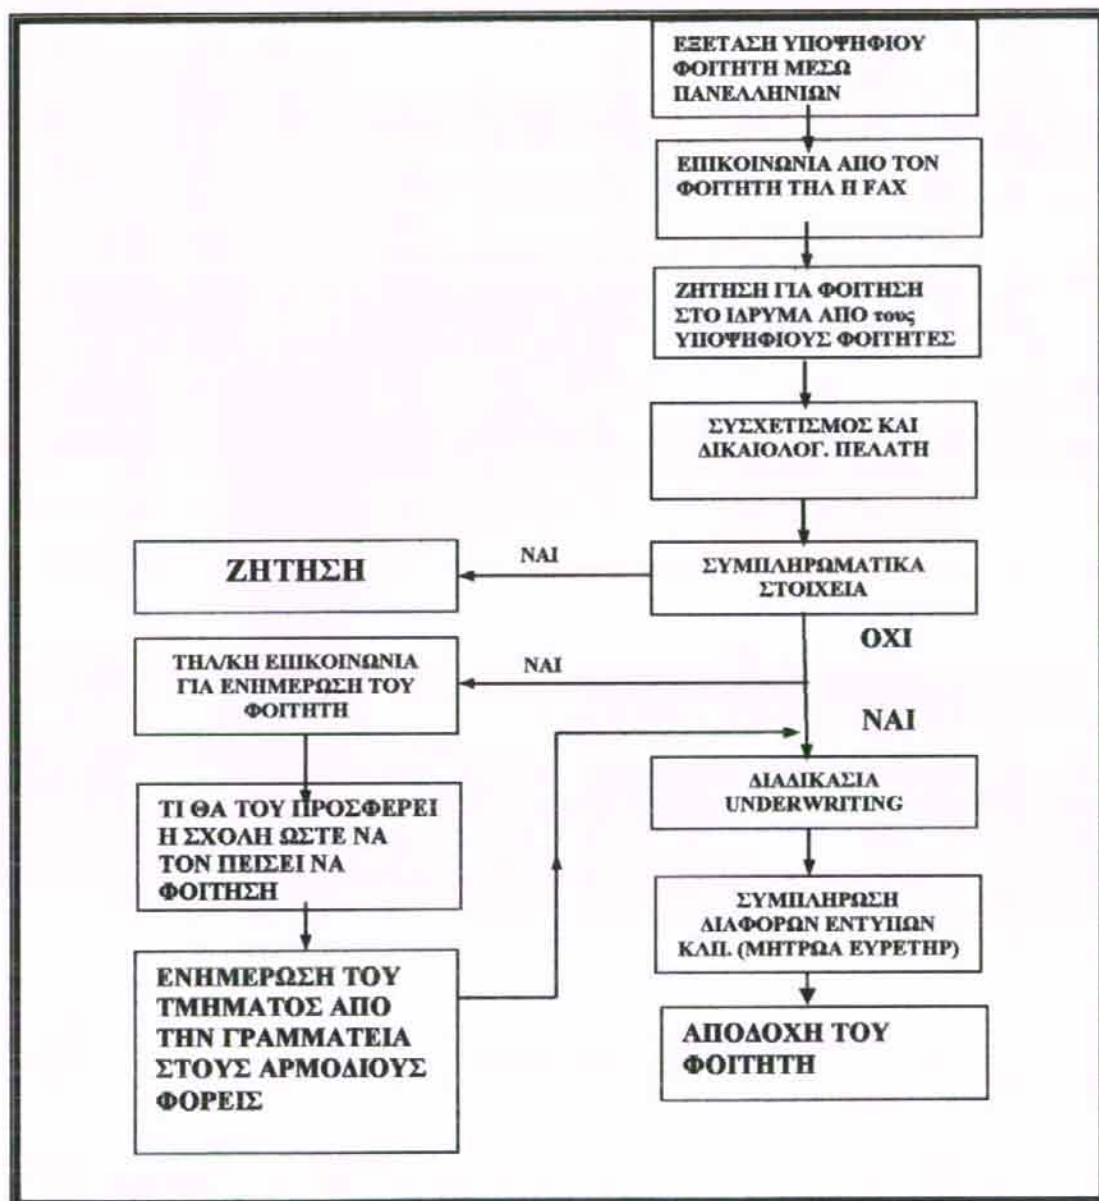 ΕΞΕΤΑΣΗ ΥΠΟΨΗΦΙΟΥ
ΦΟΙΤΗΤΗ ΜΕΣΩ
ΠΑΝΕΛΛΗΝΙΩΝ
ΕΠΙΚΟΙΝΩΝΙΑ ΑΠΟ ΤΟΝ
ΦΟΙΤΗΤΗ ΤΗΛ Η FAX
ΖΗΤΗΣΗ ΓΙΑ ΦΟΙΤΗΣΗ
ΣΤΟ ΙΔΡΥΜΑ ΑΠΟ τους
ΥΠΟΨΗΦΙΟΥΣ ΦΟΙΤΗΤΕΣ
ΣΥΣΧΕΤΙΣΜΟΣ ΚΑΙ
ΔΙΚΑΙΟΛΟΓ. ΠΕΛΑΤΗ
ΣΥΜΠΛΗΡΩΜΑΤΙΚΑ
ΣΤΟΙΧΕΙΑ
ΝΑΙ
ΖΗΤΗΣΗ
ΟΧΙ
ΝΑΙ
ΤΗΛ/ΚΗ ΕΠΙΚΟΙΝΩΝΙΑ
ΓΙΑ ΕΝΗΜΕΡΩΣΗ ΤΟΥ
ΦΟΙΤΗΤΗ
ΝΑΙ
ΤΙ ΘΑ ΤΟΥ ΠΡΟΣΦΕΡΕΙ
Η ΣΧΟΛΗ ΩΣΤΕ ΝΑ
ΤΟΝ ΠΕΙΣΕΙ ΝΑ
ΦΟΙΤΗΣΗ
ΕΝΗΜΕΡΩΣΗ ΤΟΥ
ΤΜΗΜΑΤΟΣ ΑΠΟ
ΤΗΝ ΓΡΑΜΜΑΤΕΙΑ
ΣΤΟΥΣ ΑΡΜΟΔΙΟΥΣ
ΦΟΡΕΙΣ
ΔΙΑΔΙΚΑΣΙΑ
UNDERWRITING
ΣΥΜΠΛΗΡΩΣΗ
ΔΙΑΦΟΡΩΝ ΕΝΤΥΠΩΝ
ΚΛΠ. (ΜΗΤΡΩΑ ΕΥΡΕΤΗΡ)
ΑΠΟΔΟΧΗ ΤΟΥ
ΦΟΙΤΗΤΗ